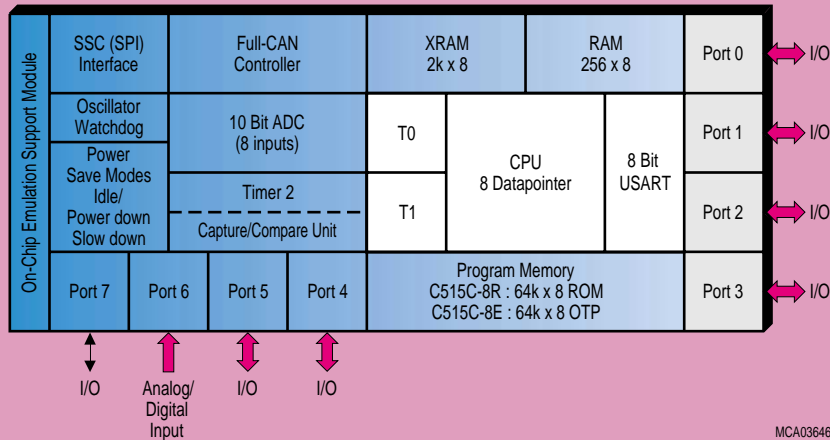 On-Chip Emulation Support Module
SSC (SPI)
Interface
Full-CAN
Controller
XRAM
2k x 8
RAM
256 x 8
Port 0
I/O
Oscillator
Watchdog
10 Bit ADC
(8 inputs)
T0
CPU
8 Datapointer
8 Bit
USART
Port 1
I/O
Power
Save Modes
Idle/
Power down
Slow down
Timer 2
Capture/Compare Unit
T1
Port 2
I/O
Port 7
Port 6
Port 5
Port 4
Program Memory
C515C-8R : 64k x 8 ROM
C515C-8E : 64k x 8 OTP
Port 3
I/O
I/O
Analog/
Digital
Input
I/O
I/O
MCA03646